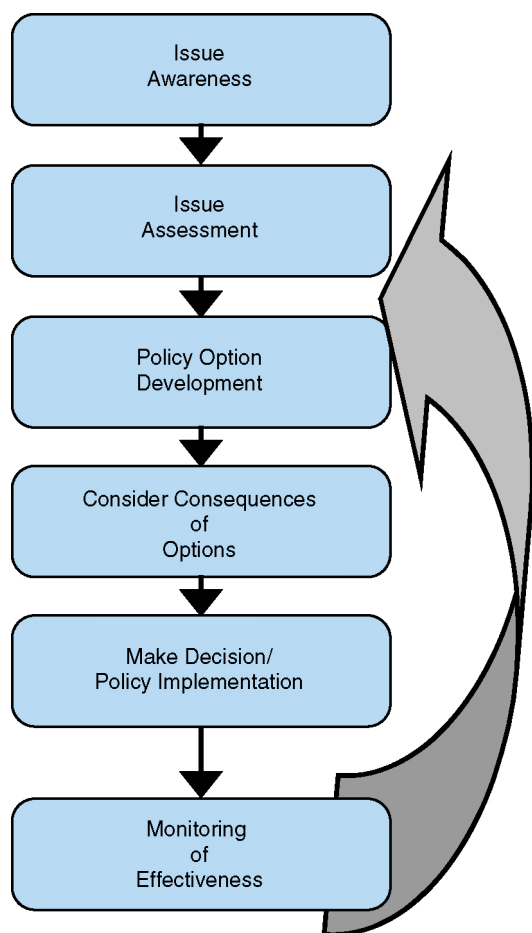 Issue
Awareness
Issue
Assessment
Policy Option
Development
Consider Consequences
of
Options
Make Decision/
Policy Implementation
Monitoring
of
Effectiveness